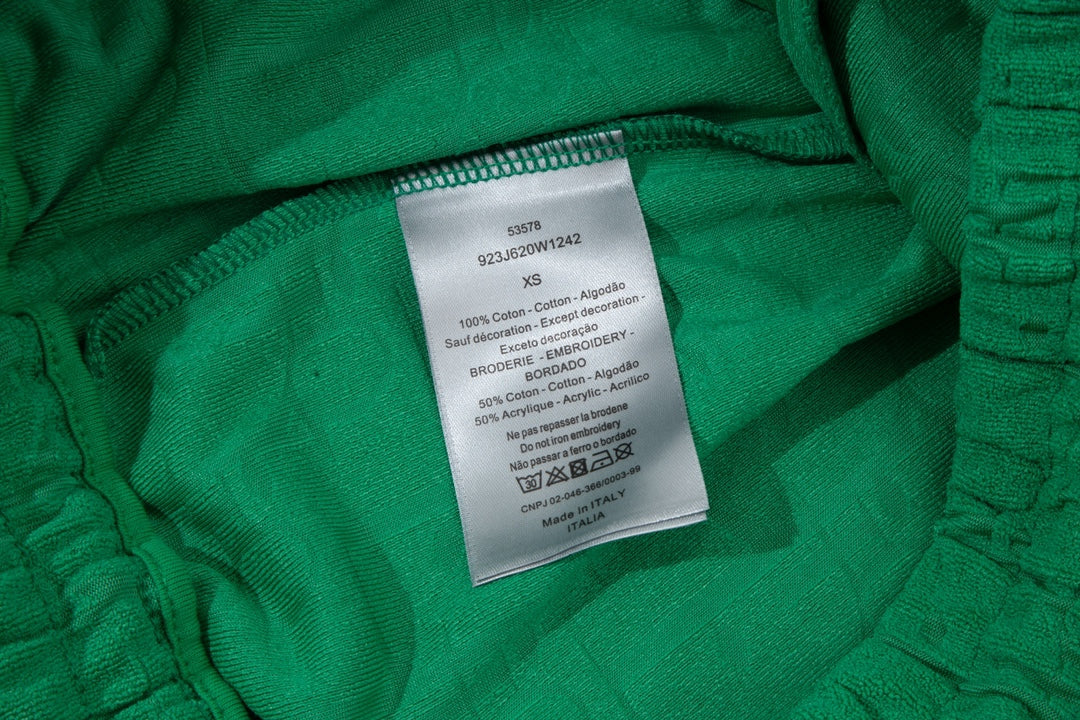 53578
923J620W1242
XS
100% Coton - Cotton - Algodão
Sauf décoration - Except decoration -
Exceto decoração
BRODERIE - EMBROIDERY -
BORDADO
50% Coton - Cotton - Algodão
50% Acrylique - Acrylic - Acrilico
Ne pas repasser la brodene
Do not iron embroidery
Não passar a ferro o bordado
30
CNPJ 02-046-366/0003-99
Made in ITALY
ITALIA